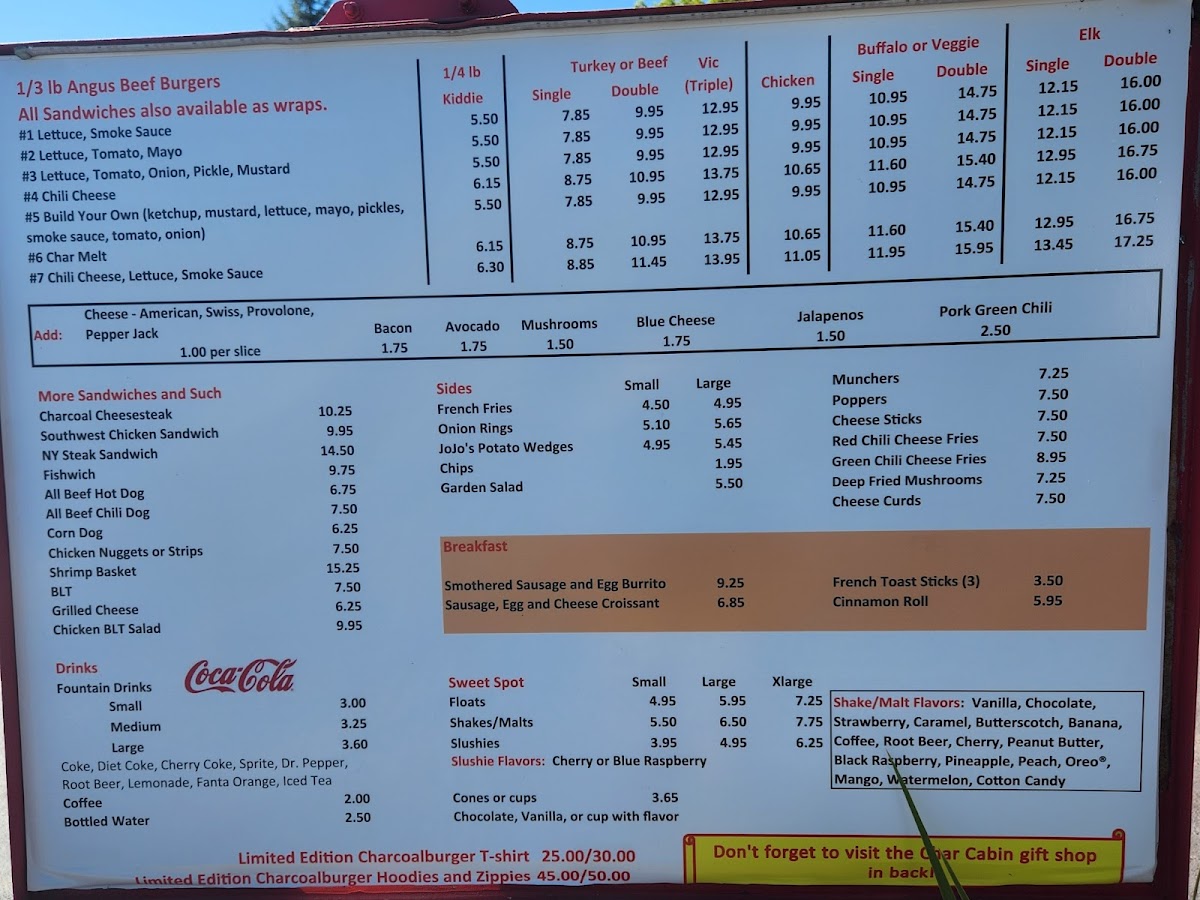 1/3 lb Angus Beef Burgers
All Sandwiches also available as wraps.
1/4 lb Kiddie
Turkey or Beef Vic
Single Double (Triple)
Chicken
Buffalo or Veggie
Single Double
Elk
Single Double
#1 Lettuce, Smoke Sauce 5.50 7.85 9.95 12.95 9.95 10.95 14.75 12.15 16.00
#2 Lettuce, Tomato, Mayo 5.50 7.85 9.95 12.95 9.95 10.95 14.75 12.15 16.00
#3 Lettuce, Tomato, Onion, Pickle, Mustard 5.50 7.85 9.95 12.95 9.95 10.95 14.75 12.15 16.00
#4 Chili Cheese 6.15 8.75 10.95 13.75 10.65 11.60 15.40 12.95 16.75
#5 Build Your Own (ketchup, mustard, lettuce, mayo, pickles, 5.50 7.85 9.95 12.95 9.95 10.95 14.75 12.15 16.00
smoke sauce, tomato, onion)
#6 Char Melt 6.15 8.75 10.95 13.75 10.65 11.60 15.40 12.95 16.75
#7 Chili Cheese, Lettuce, Smoke Sauce 6.30 8.85 11.45 13.95 11.05 11.95 15.95 13.45 17.25
Add:
Cheese - American, Swiss, Provolone,
Pepper Jack
1.00 per slice
Bacon 1.75
Avocado 1.75
Mushrooms 1.50
Blue Cheese 1.75
Jalapenos 1.50
Pork Green Chili 2.50
More Sandwiches and Such
Charcoal Cheesesteak 10.25
Southwest Chicken Sandwich 9.95
NY Steak Sandwich 14.50
Fishwich 9.75
All Beef Hot Dog 6.75
All Beef Chili Dog 7.50
Corn Dog 6.25
Chicken Nuggets or Strips 7.50
Shrimp Basket 15.25
BLT 7.50
Grilled Cheese 6.25
Chicken BLT Salad 9.95
Sides Small Large
French Fries 4.50 4.95
Onion Rings 5.10 5.65
JoJo's Potato Wedges 4.95 5.45
Chips 1.95
Garden Salad 5.50
Munchers 7.25
Poppers 7.50
Cheese Sticks 7.50
Red Chili Cheese Fries 7.50
Green Chili Cheese Fries 8.95
Deep Fried Mushrooms 7.25
Cheese Curds 7.50
Breakfast
Smothered Sausage and Egg Burrito 9.25
Sausage, Egg and Cheese Croissant 6.85
French Toast Sticks (3) 3.50
Cinnamon Roll 5.95
Drinks
Coca-Cola
Fountain Drinks
Small 3.00
Medium 3.25
Large 3.60
Coke, Diet Coke, Cherry Coke, Sprite, Dr. Pepper,
Root Beer, Lemonade, Fanta Orange, Iced Tea
Coffee 2.00
Bottled Water 2.50
Sweet Spot Small Large Xlarge
Floats 4.95 5.95 7.25
Shakes/Malts 5.50 6.50 7.75
Slushies 3.95 4.95 6.25
Slushie Flavors: Cherry or Blue Raspberry
Cones or cups 3.65
Chocolate, Vanilla, or cup with flavor
Shake/Malt Flavors: Vanilla, Chocolate,
Strawberry, Caramel, Butterscotch, Banana,
Coffee, Root Beer, Cherry, Peanut Butter,
Black Raspberry, Pineapple, Peach, Oreo®,
Mango, Watermelon, Cotton Candy
Limited Edition Charcoalburger T-shirt 25.00/30.00
Limited Edition Charcoalburger Hoodies and Zippies 45.00/50.00
Don't forget to visit the Char Cabin gift shop
in back!